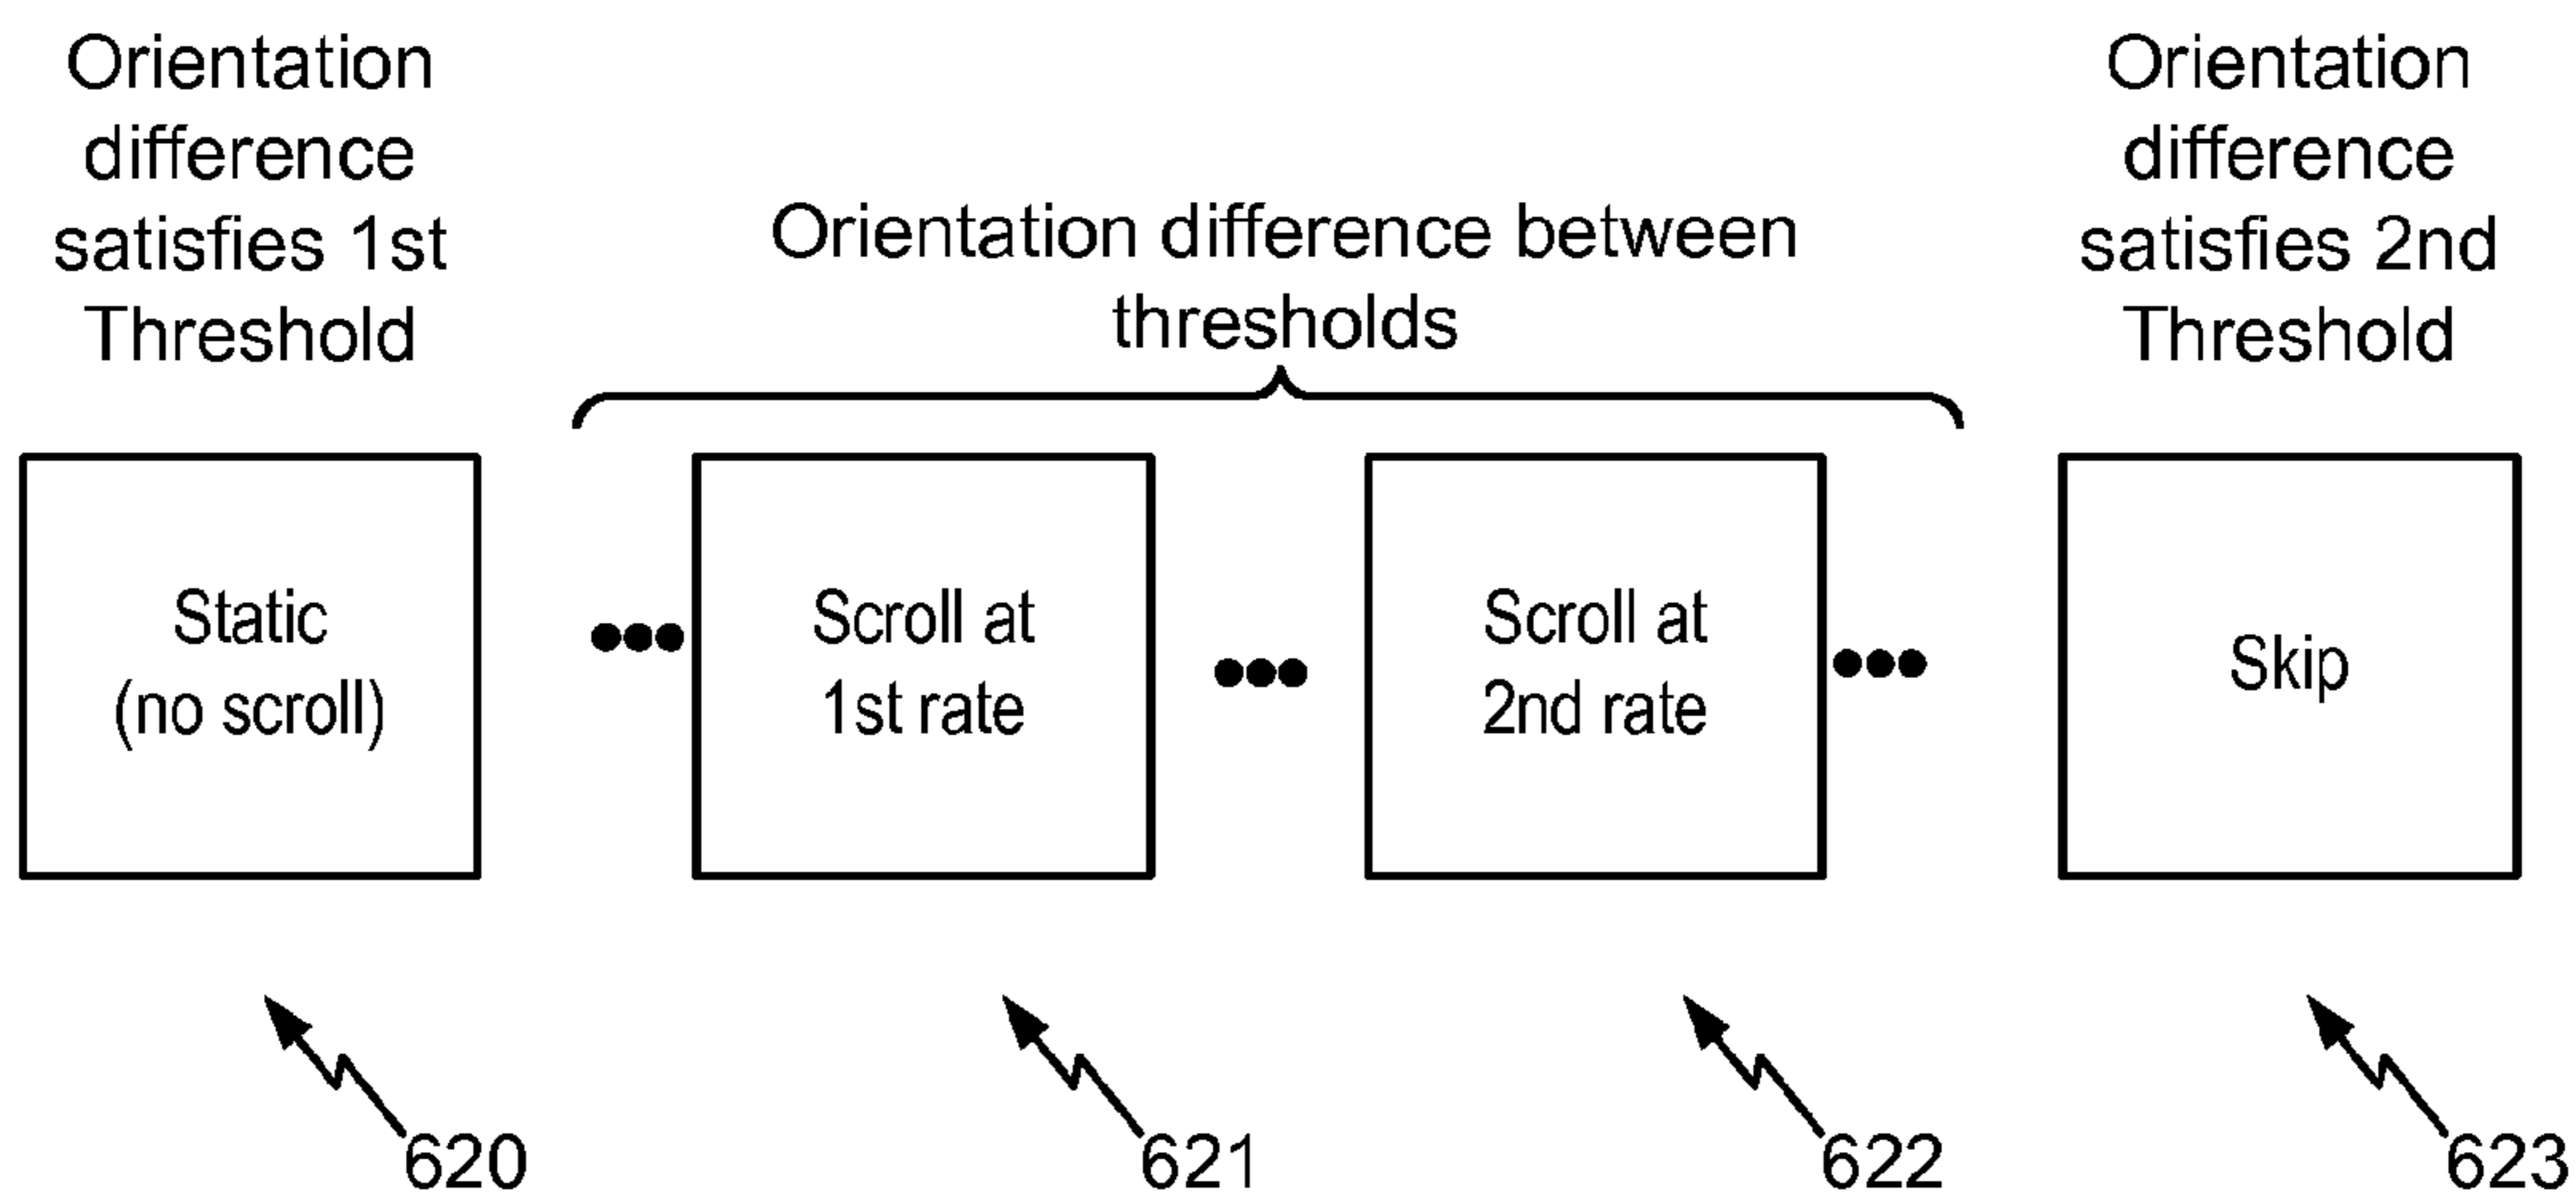 Orientation
difference
satisfies 1st
Threshold
Orientation difference between
thresholds
Orientation
difference
satisfies 2nd
Threshold
Static
(no scroll)
Scroll at
1st rate
Scroll at
2nd rate
Skip
620
621
622
623